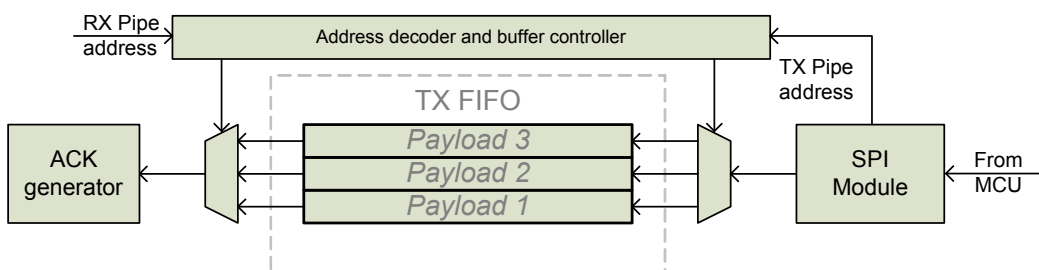 RX Pipe
address
Address decoder and buffer controller
TX Pipe
address
TX FIFO
Payload 3
Payload 2
Payload 1
ACK
generator
SPI
Module
From
MCU